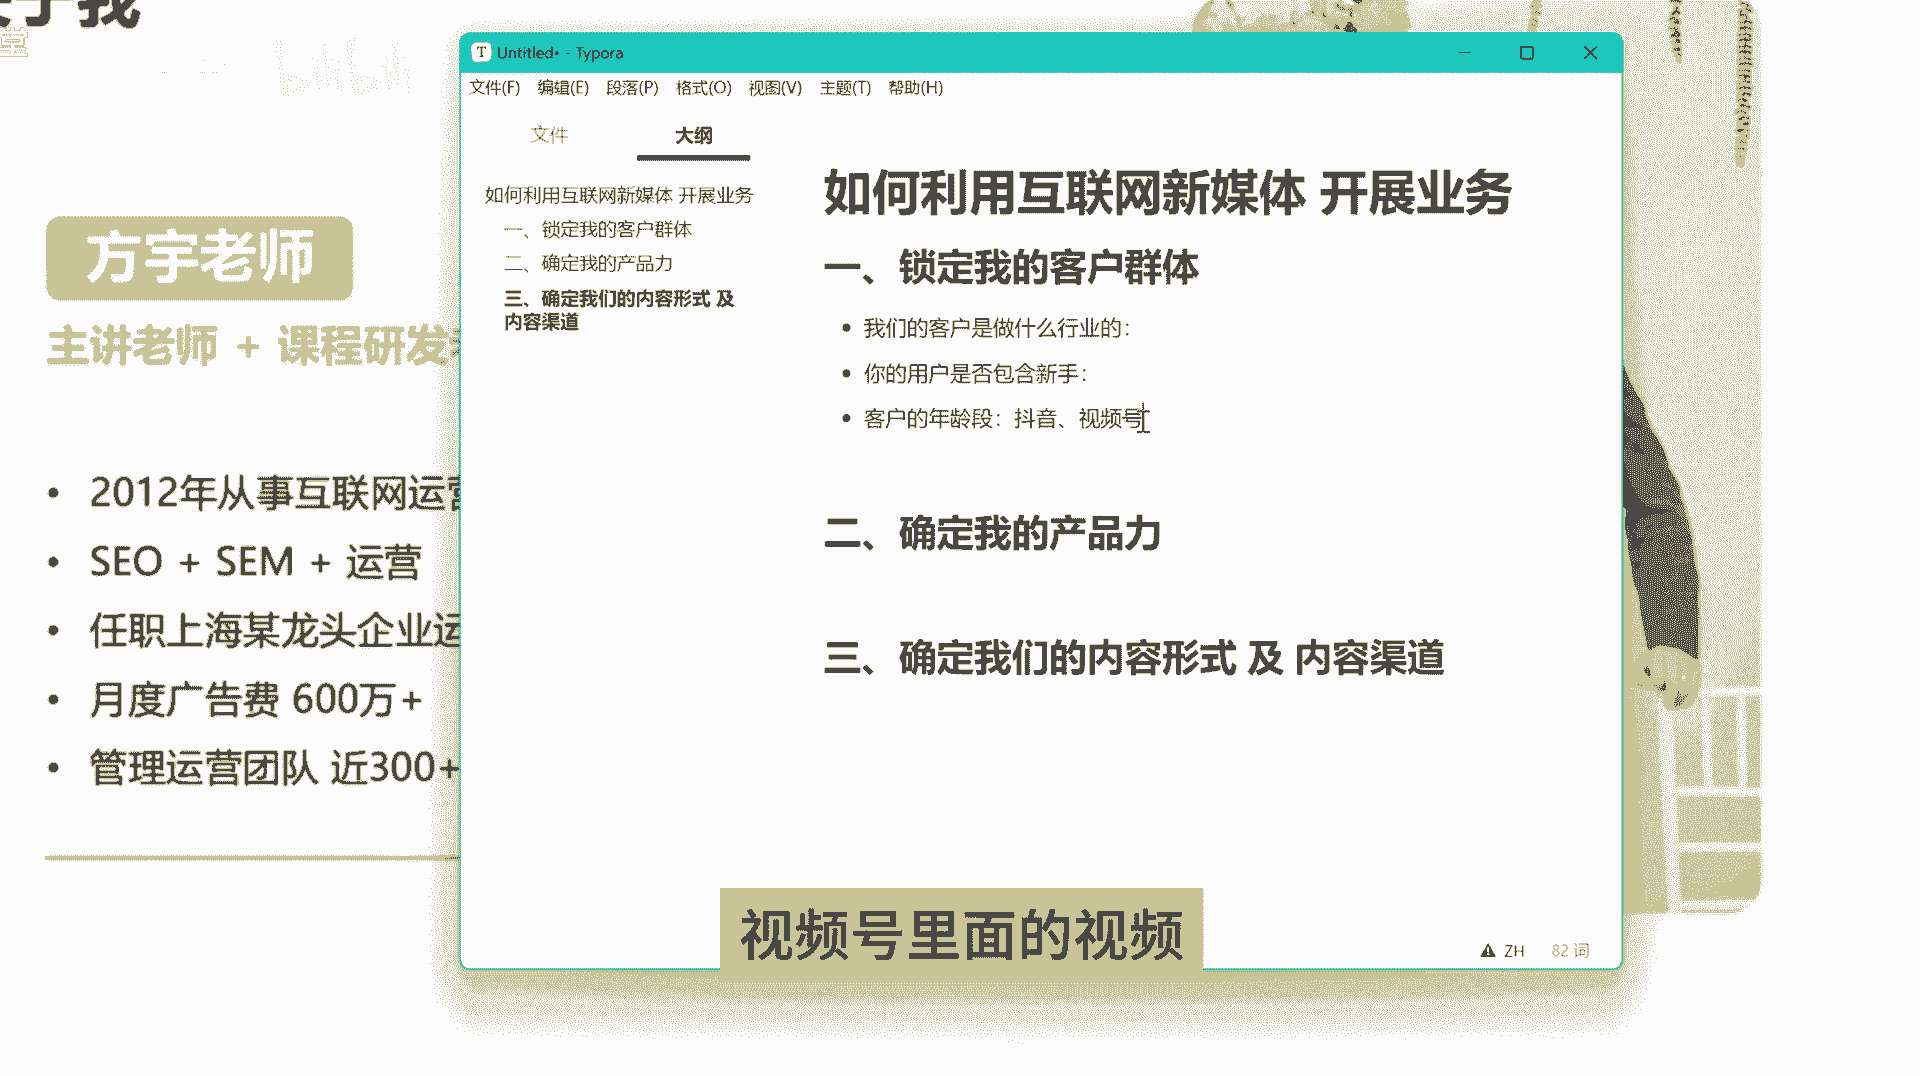 于我
bilibili
方宇老师
主讲老师 + 课程研发
• 2012年从事互联网运营
• SEO + SEM + 运营
• 任职上海某龙头企业运
• 月度广告费 600万+
• 管理运营团队 近300+
Untitled• - Typora
文件(F) 编辑(E) 段落(P) 格式(O) 视图(V) 主题(T) 帮助(H)
文件 大纲
如何利用互联网新媒体 开展业务
一、锁定我的客户群体
二、确定我的产品力
三、确定我们的内容形式 及
内容渠道
如何利用互联网新媒体 开展业务
一、锁定我的客户群体
• 我们的客户是做什么行业的：
• 你的用户是否包含新手：
• 客户的年龄段：抖音、视频号
二、确定我的产品力
三、确定我们的内容形式 及 内容渠道
视频号里面的视频
ZH 82 词